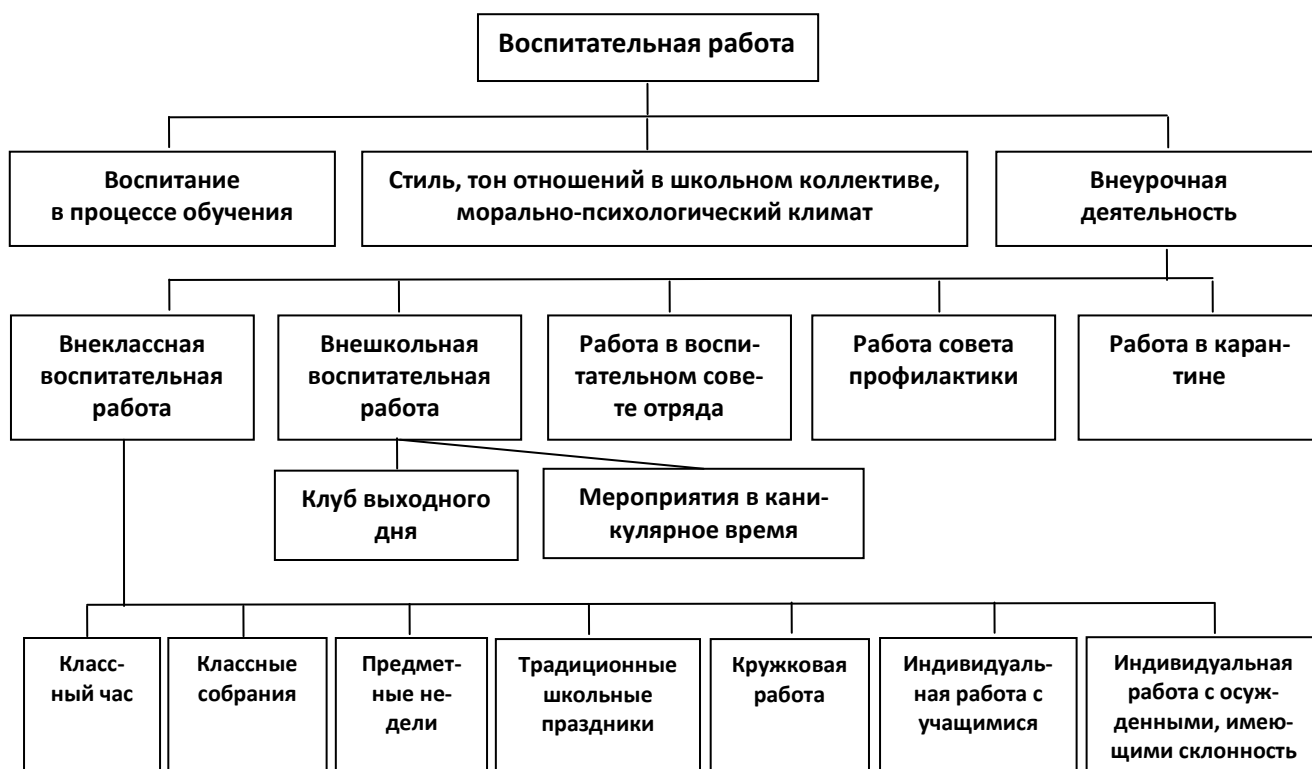 Воспитательная работа
Воспитание
в процессе обучения
Стиль, тон отношений в школьном коллективе,
морально-психологический климат
Внеурочная
деятельность
Внеклассная
воспитательная
работа
Внешкольная
воспитательная
работа
Работа в воспи-
тательном сове-
те отряда
Работа совета
профилактики
Работа в каран-
тине
Клуб выходного
дня
Мероприятия в кани-
кулярное время
Класс-
ный час
Классные
собрания
Предмет-
ные не-
дели
Традиционные
школьные
праздники
Кружковая
работа
Индивидуаль-
ная работа с
учащимися
Индивидуальная
работа с осуж-
денными, имею-
щими склонность